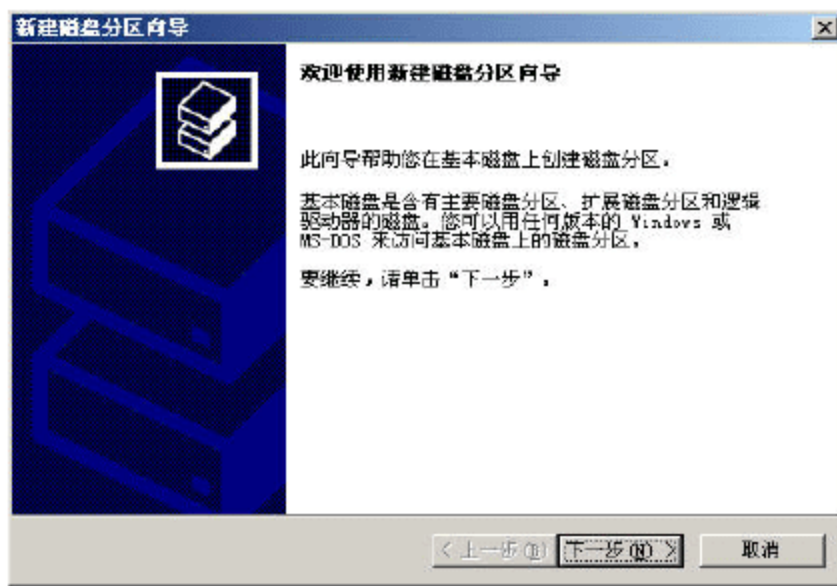 新建磁盘分区向导
欢迎使用新建磁盘分区向导
此向导帮助您在基本磁盘上创建磁盘分区。
基本磁盘是含有主要磁盘分区、扩展磁盘分区和逻辑
驱动器的磁盘。您可以用任何版本的 Windows 或
MS-DOS 来访问基本磁盘上的磁盘分区。
要继续，请单击“下一步”。
< 上一步(B) 下一步(N) > 取消